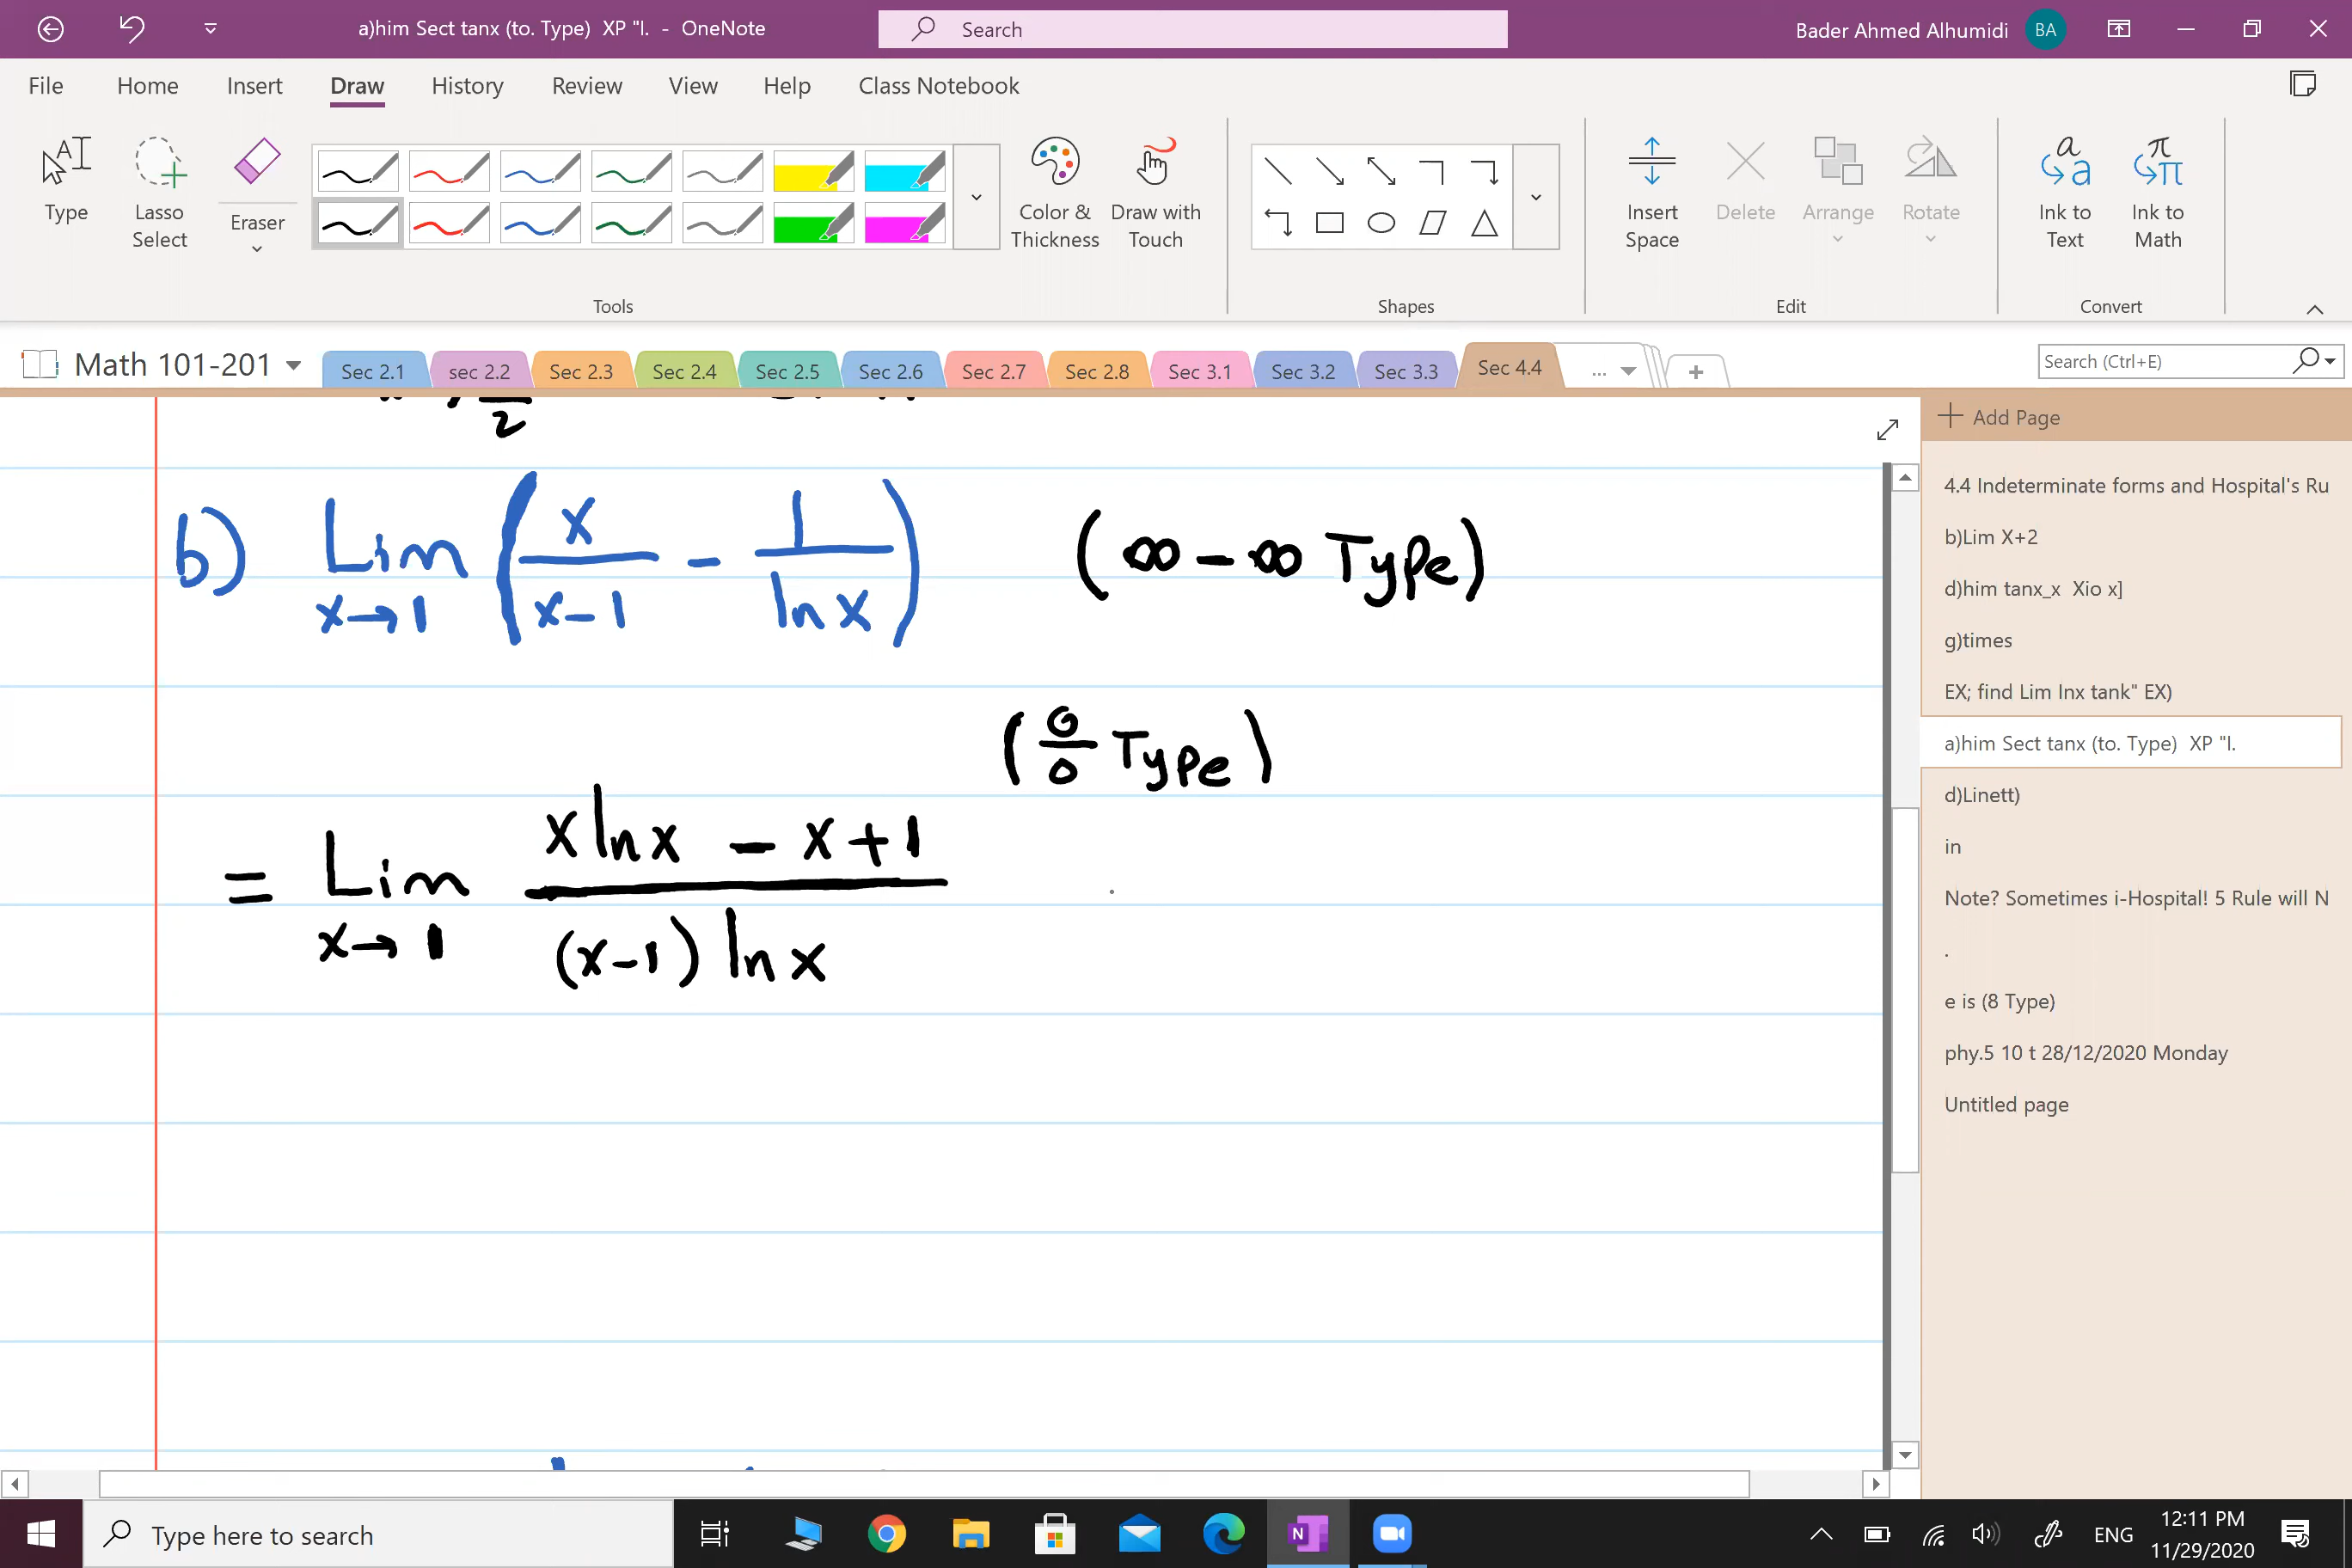 a)him Sect tanx (to. Type) XP "I. - OneNote
Search
Bader Ahmed Alhumidi
BA
File Home Insert Draw History Review View Help Class Notebook
Type
Lasso Select
Eraser
Color & Thickness
Draw with Touch
Insert Space
Delete
Arrange
Rotate
Ink to Text
Ink to Math
Tools
Shapes
Edit
Convert
Math 101-201
Sec 2.1 sec 2.2 Sec 2.3 Sec 2.4 Sec 2.5 Sec 2.6 Sec 2.7 Sec 2.8 Sec 3.1 Sec 3.2 Sec 3.3 Sec 4.4 ... +
Search (Ctrl+E)
2
b) Lim x→1 (x/(x-1) - 1/ln x) (∞ - ∞ Type)
(0/0 Type)
= Lim x→1 (x ln x - x + 1)/((x-1) ln x)
Add Page
4.4 Indeterminate forms and Hospital's Ru
b)Lim X+2
d)him tanx_x Xio x]
g)times
EX; find Lim Inx tank" EX)
a)him Sect tanx (to. Type) XP "I.
d)Linett)
in
Note? Sometimes i-Hospital! 5 Rule will N
.
e is (8 Type)
phy.5 10 t 28/12/2020 Monday
Untitled page
Type here to search
ENG
12:11 PM
11/29/2020